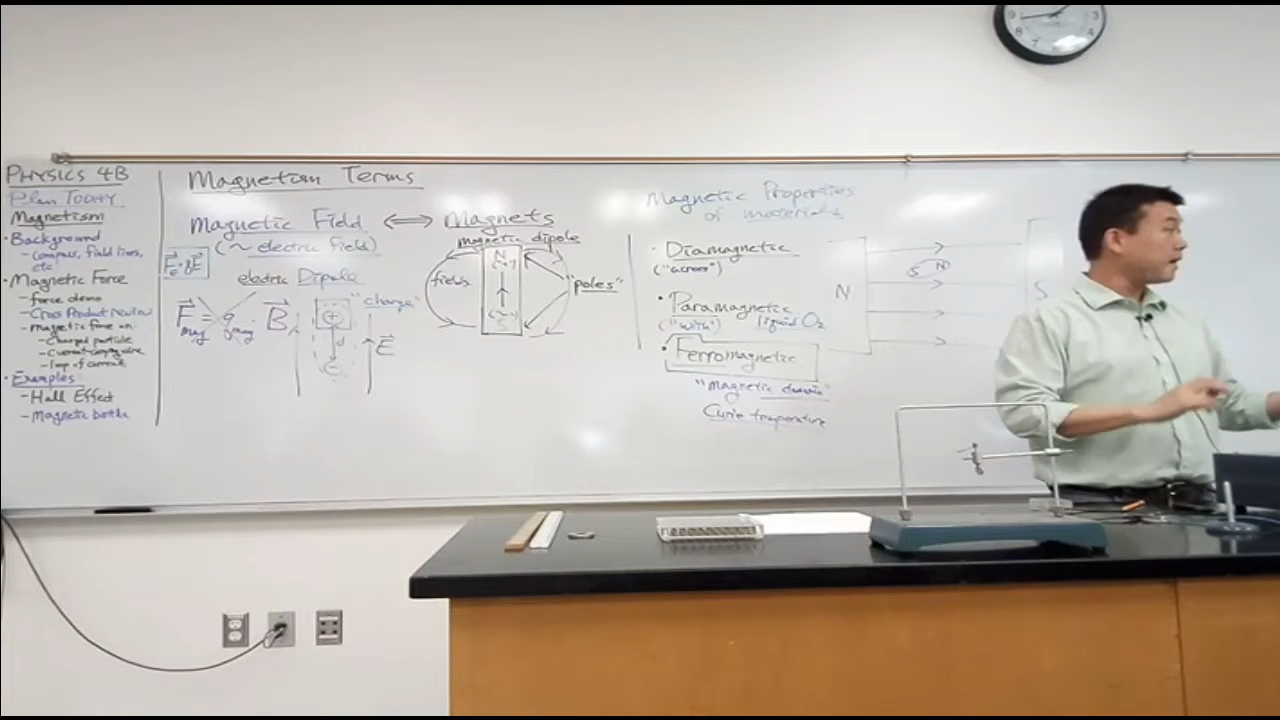 PHYSICS 4B
Plan TODAY
Magnetism
• Background
- compass, field lines,
etc.
• Magnetic Force
- force demo
- Cross Product review
- magnetic force on:
- Charged particle
- Current-carrying wire
- loop of current
• Examples:
- Hall Effect
- Magnetic bottle
Magnetism Terms
Magnetic Field ⟺ Magnets
(~ electric field)
magnetic dipole
F = qE
electric Dipole
F mag = q mag · B
"charge"
+
d
−
E
fields
N
(+)
(−)
S
"poles"
Magnetic Properties
of materials
• Diamagnetic
("across")
• Paramagnetic
("with") liquid O2
• Ferromagnetic
"magnetic domain"
Curie temperature
N
S N
S